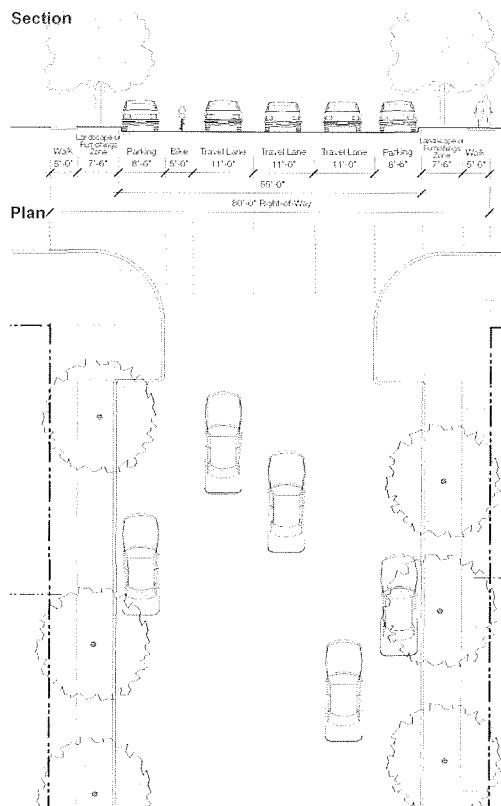 Section
Landscape or
Furnishings
Zone
Landscape or
Furnishings
Zone
Walk
Parking
Bike
Travel Lane
Travel Lane
Travel Lane
Parking
Walk
5'-0"
7'-6"
8'-6"
5'-0"
11'-0"
11'-0"
11'-0"
8'-6"
7'-6"
5'-0"
55'-0"
80'-0" Right-of-Way
Plan